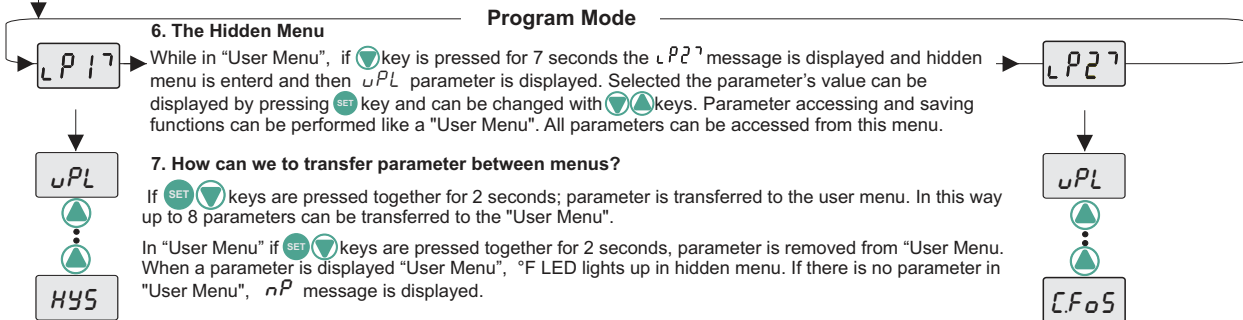 Program Mode
6. The Hidden Menu
LP1
While in “User Menu”, if key is pressed for 7 seconds the LP2 message is displayed and hidden
menu is enterd and then uPL parameter is displayed. Selected the parameter's value can be
displayed by pressing SET key and can be changed with keys. Parameter accessing and saving
functions can be performed like a "User Menu". All parameters can be accessed from this menu.
LP2
7. How can we to transfer parameter between menus?
If SET keys are pressed together for 2 seconds; parameter is transferred to the user menu. In this way
up to 8 parameters can be transferred to the "User Menu".
In “User Menu” if SET keys are pressed together for 2 seconds, parameter is removed from “User Menu.
When a parameter is displayed “User Menu”, °F LED lights up in hidden menu. If there is no parameter in
"User Menu", nP message is displayed.
uPL
HYS
uPL
C.FoS